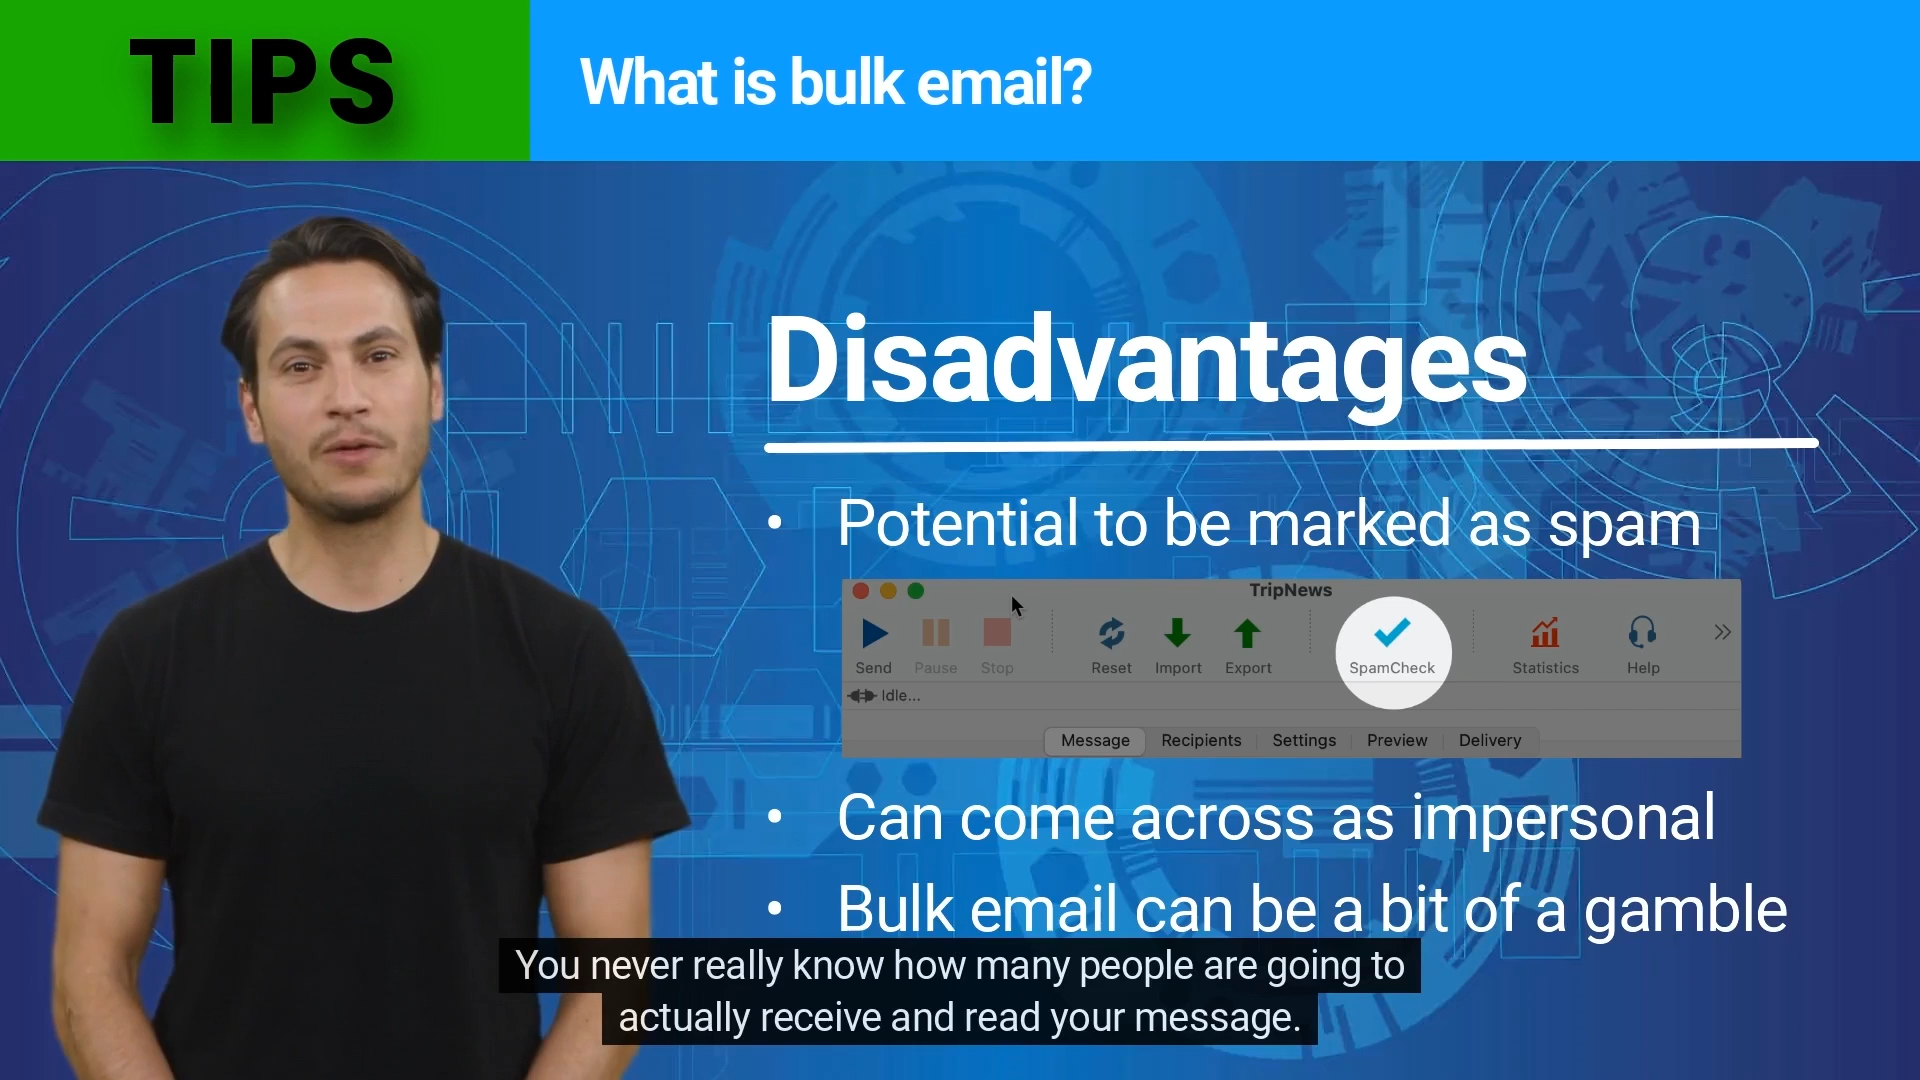 TIPS
What is bulk email?
Disadvantages
• Potential to be marked as spam
TripNews
Send Pause Stop Reset Import Export SpamCheck Statistics Help
Idle...
Message Recipients Settings Preview Delivery
• Can come across as impersonal
• Bulk email can be a bit of a gamble
You never really know how many people are going to
actually receive and read your message.